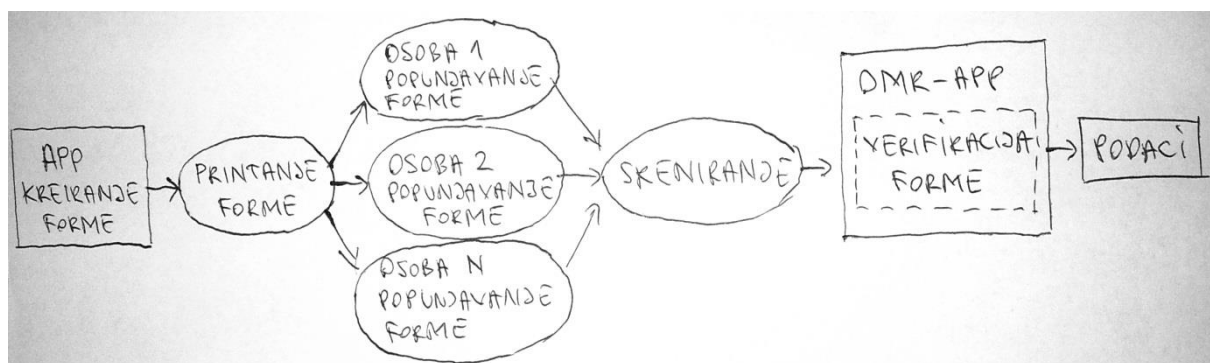 APP
KREIRANJE
FORME
PRINTANJE
FORME
OSOBA 1
POPUNJAVANJE
FORME
OSOBA 2
POPUNJAVANJE
FORME
OSOBA N
POPUNJAVANJE
FORME
SKENIRANJE
OMR-APP
VERIFIKACIJA
FORME
PODACI